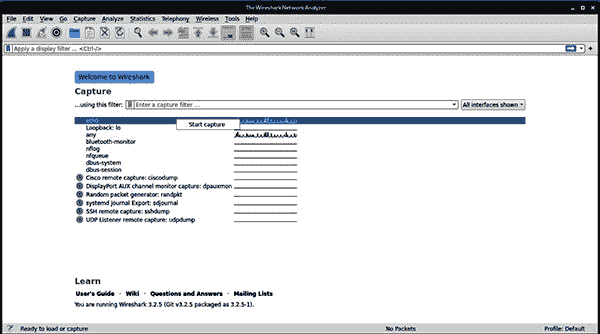 The Wireshark Network Analyzer
File Edit View Go Capture Analyze Statistics Telephony Wireless Tools Help
Apply a display filter ... <Ctrl-/>
Welcome to Wireshark
Capture
...using this filter: Enter a capture filter ... All interfaces shown
Start capture
Loopback: lo
any
bluetooth-monitor
nflog
nfqueue
dbus-system
dbus-session
Cisco remote capture: ciscodump
DisplayPort AUX channel monitor capture: dpauxmon
Random packet generator: randpkt
systemd Journal Export: sdjournal
SSH remote capture: sshdump
UDP Listener remote capture: udpdump
Learn
User's Guide · Wiki · Questions and Answers · Mailing Lists
You are running Wireshark 3.2.5 (Git v3.2.5 packaged as 3.2.5-1).
Ready to load or capture No Packets Profile: Default